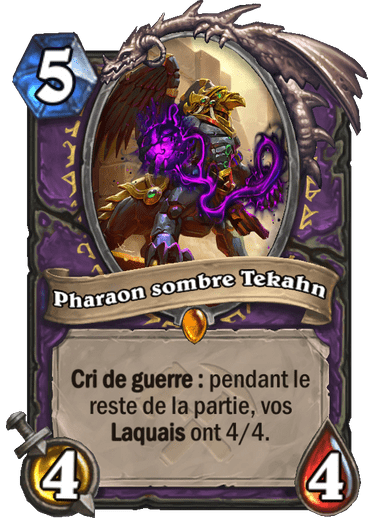 5
Pharaon sombre Tekahn
Cri de guerre : pendant le
reste de la partie, vos
Laquais ont 4/4.
4
4